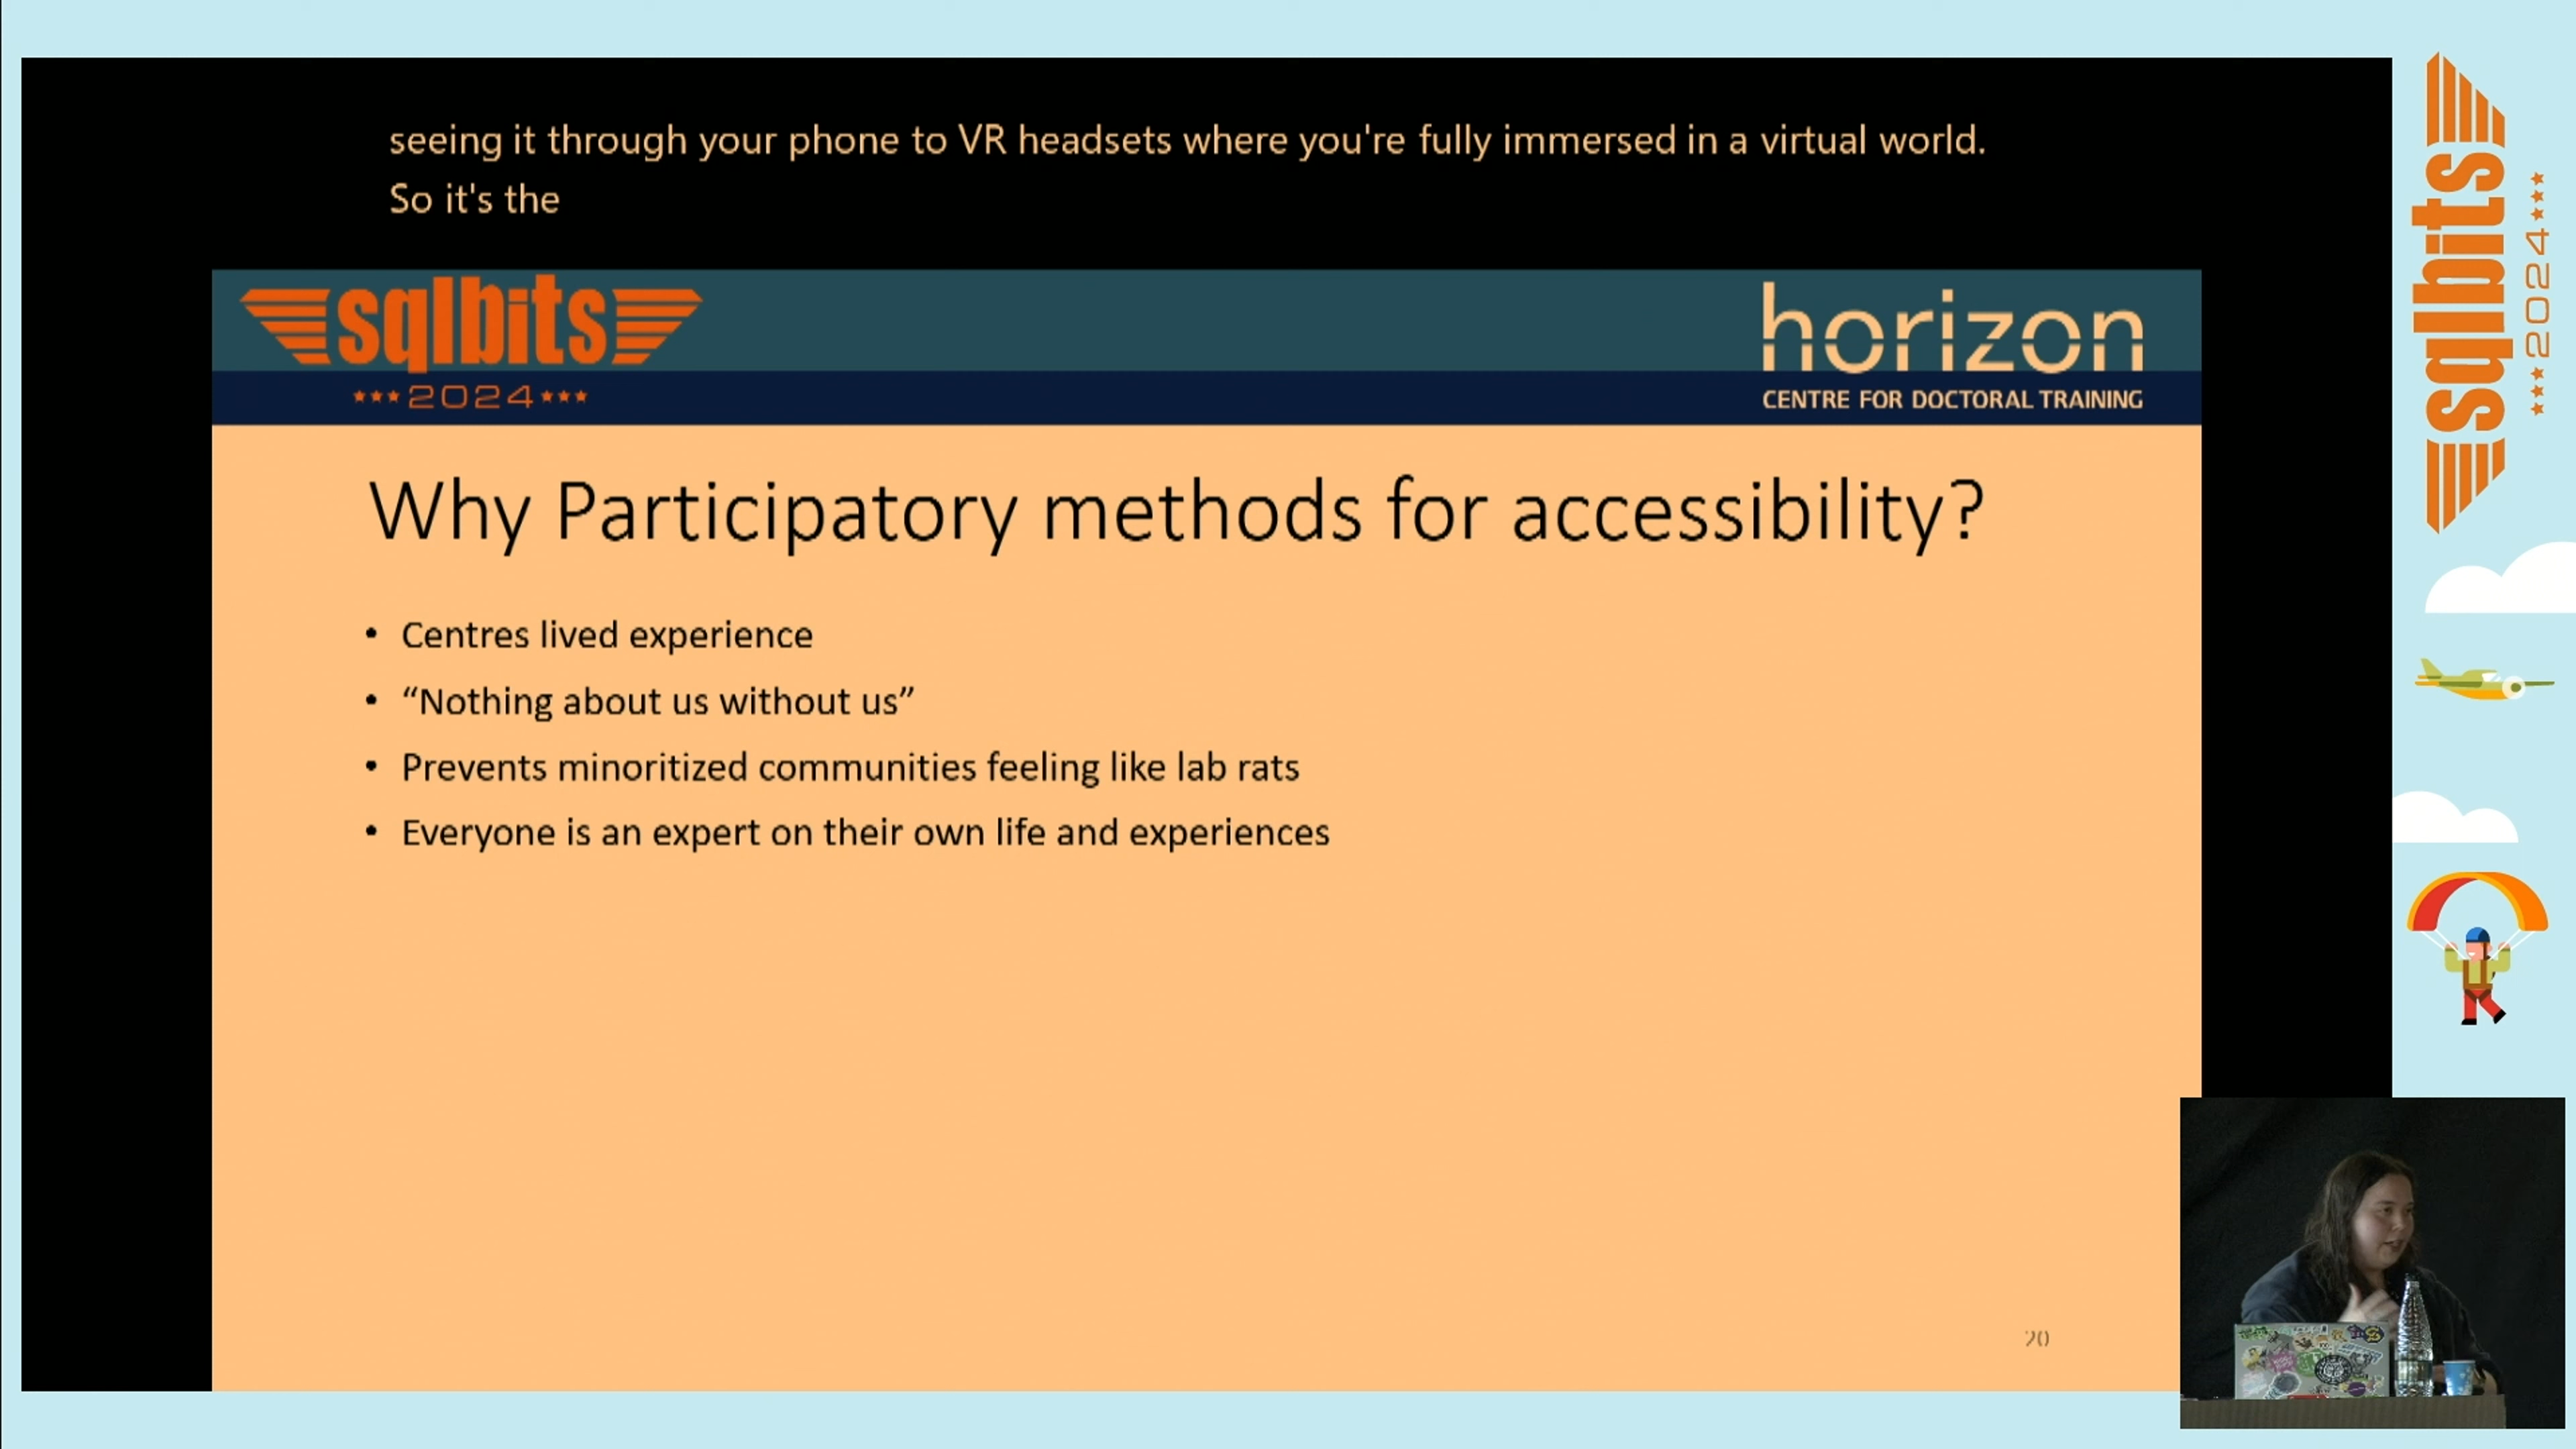 seeing it through your phone to VR headsets where you're fully immersed in a virtual world.
So it's the
sqlbits
2024
horizon
CENTRE FOR DOCTORAL TRAINING
Why Participatory methods for accessibility?
• Centres lived experience
• “Nothing about us without us”
• Prevents minoritized communities feeling like lab rats
• Everyone is an expert on their own life and experiences
20
sqlbits
2024